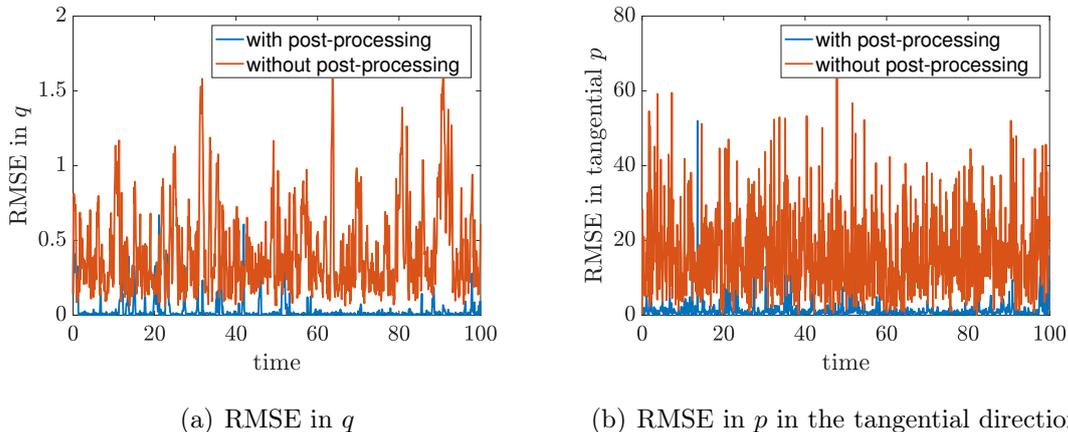 2
1.5
1
0.5
0
0 20 40 60 80 100
RMSE in q
time
with post-processing
without post-processing
(a) RMSE in q
80
60
40
20
0
0 20 40 60 80 100
RMSE in tangential p
time
with post-processing
without post-processing
(b) RMSE in p in the tangential directio